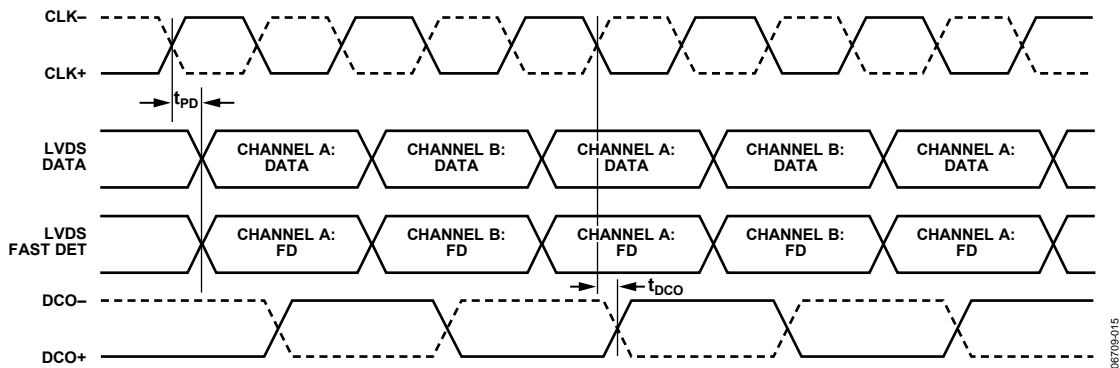 CLK–
CLK+
tPD
LVDS
DATA
CHANNEL A:
DATA
CHANNEL B:
DATA
CHANNEL A:
DATA
CHANNEL B:
DATA
CHANNEL A:
DATA
LVDS
FAST DET
CHANNEL A:
FD
CHANNEL B:
FD
CHANNEL A:
FD
CHANNEL B:
FD
CHANNEL A:
FD
tDCO
DCO–
DCO+
06709-015